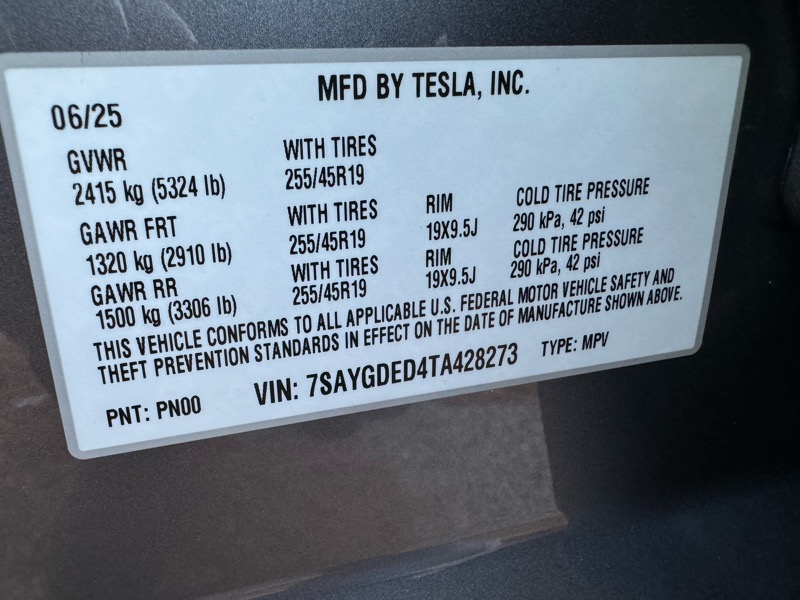 MFD BY TESLA, INC.
06/25
GVWR
2415 kg (5324 lb)
WITH TIRES
255/45R19
GAWR FRT
1320 kg (2910 lb)
WITH TIRES
255/45R19
RIM
19X9.5J
COLD TIRE PRESSURE
290 kPa, 42 psi
GAWR RR
1500 kg (3306 lb)
WITH TIRES
255/45R19
RIM
19X9.5J
COLD TIRE PRESSURE
290 kPa, 42 psi
THIS VEHICLE CONFORMS TO ALL APPLICABLE U.S. FEDERAL MOTOR VEHICLE SAFETY AND
THEFT PREVENTION STANDARDS IN EFFECT ON THE DATE OF MANUFACTURE SHOWN ABOVE.
PNT: PN00
VIN: 7SAYGDED4TA428273
TYPE: MPV